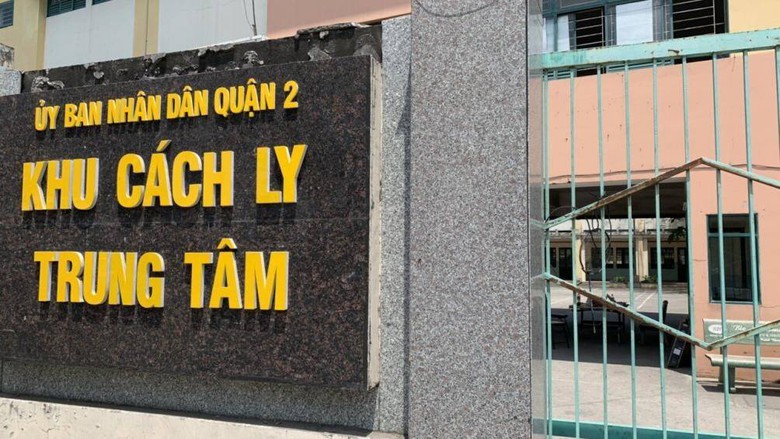 ỦY BAN NHÂN DÂN QUẬN 2
KHU CÁCH LY
TRUNG TÂM